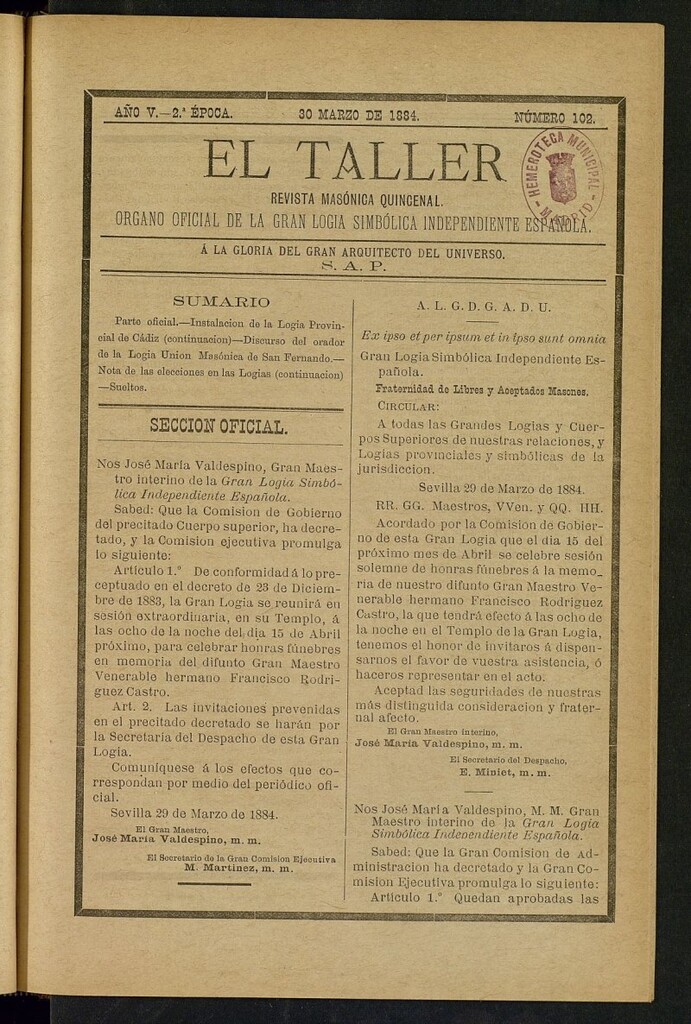 AÑO V.—2.ª ÉPOCA. 30 MARZO DE 1884. NÚMERO 102.
EL TALLER
REVISTA MASÓNICA QUINCENAL.
ORGANO OFICIAL DE LA GRAN LOGIA SIMBÓLICA INDEPENDIENTE ESPAÑOLA.
HEMEROTECA MUNICIPAL
MADRID
Á LA GLORIA DEL GRAN ARQUITECTO DEL UNIVERSO.
S. A. P.
SUMARIO
Parte oficial.—Instalacion de la Logia Provin-
cial de Cádiz (continuacion)—Discurso del orador
de la Logia Union Masónica de San Fernando.—
Nota de las elecciones en las Logias (continuacion)
—Sueltos.
SECCION OFICIAL.
Nos José María Valdespino, Gran Maes-
tro interino de la Gran Logia Simbó-
lica Independiente Española.
Sabed: Que la Comision de Gobierno
del precitado Cuerpo superior, ha decre-
tado, y la Comision ejecutiva promulga
lo siguiente:
Artículo 1.º De conformidad á lo pre-
ceptuado en el decreto de 23 de Diciem-
bre de 1883, la Gran Logia se reunirá en
sesión extraordinaria, en su Templo, á
las ocho de la noche del dia 15 de Abril
próximo, para celebrar honras fúnebres
en memoria del difunto Gran Maestro
Venerable hermano Francisco Rodri-
guez Castro.
Art. 2. Las invitaciones prevenidas
en el precitado decretado se harán por
la Secretaría del Despacho de esta Gran
Logia.
Comuníquese á los efectos que co-
rrespondan por medio del periódico ofi-
cial.
Sevilla 29 de Marzo de 1884.
El Gran Maestro,
José María Valdespino, m. m.
El Secretario de la Gran Comision Ejecutiva
M. Martinez, m. m.
A. L. G. D. G. A. D. U.
Ex ipso et per ipsum et in ipso sunt omnia
Gran Logia Simbólica Independiente Es-
pañola.
Fraternidad de Libres y Aceptados Masones.
CIRCULAR:
A todas las Grandes Logias y Cuer-
pos Superiores de nuestras relaciones, y
Logias provinciales y simbólicas de la
jurisdiccion.
Sevilla 29 de Marzo de 1884.
RR. GG. Maestros, VVen. y QQ. HH.
Acordado por la Comisión de Gobier-
no de esta Gran Logia que el dia 15 del
próximo mes de Abril se celebre sesión
solemne de honras fúnebres á la memo-
ria de nuestro difunto Gran Maestro Ve-
nerable hermano Francisco Rodriguez
Castro, la que tendrá efecto á las ocho de
la noche en el Templo de la Gran Logia,
tenemos el honor de invitaros á dispen-
sarnos el favor de vuestra asistencia, ó
haceros representar en el acto.
Aceptad las seguridades de nuestras
más distinguida consideracion y frater-
nal afecto.
El Gran Maestro interino,
José María Valdespino, m. m.
El Secretario del Despacho,
E. Miniet, m. m.
Nos José María Valdespino, M. M. Gran
Maestro interino de la Gran Logia
Simbólica Indenendiente Española.
Sabed: Que la Gran Comision de Ad-
ministracion ha decretado y la Gran Co-
mision Ejecutiva promulga lo siguiente:
Artículo 1.º Quedan aprobadas las